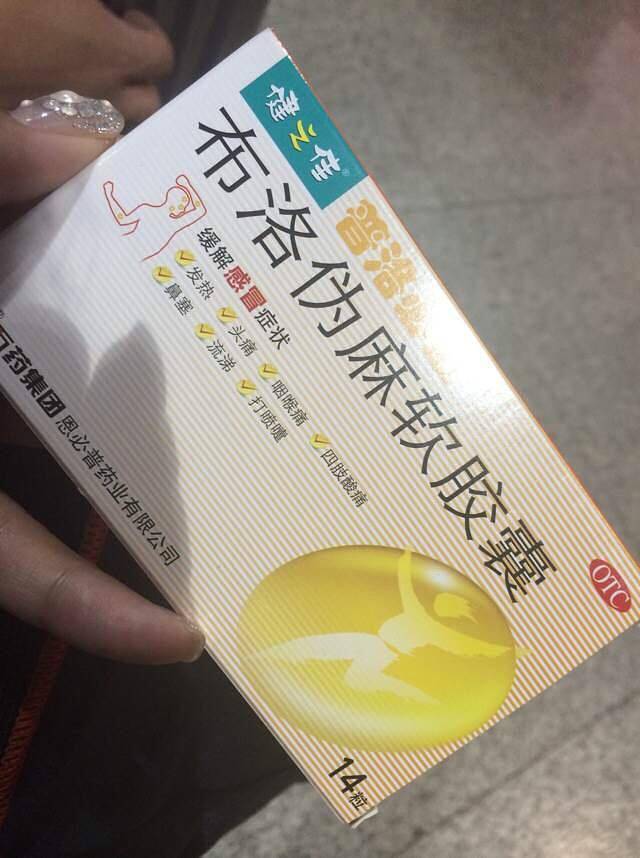 健之佳®
布洛伪麻软胶囊
缓解感冒症状
发热 头痛 咽喉痛 四肢酸痛
鼻塞 流涕 打喷嚏
药集团 恩必普药业有限公司
OTC
14粒